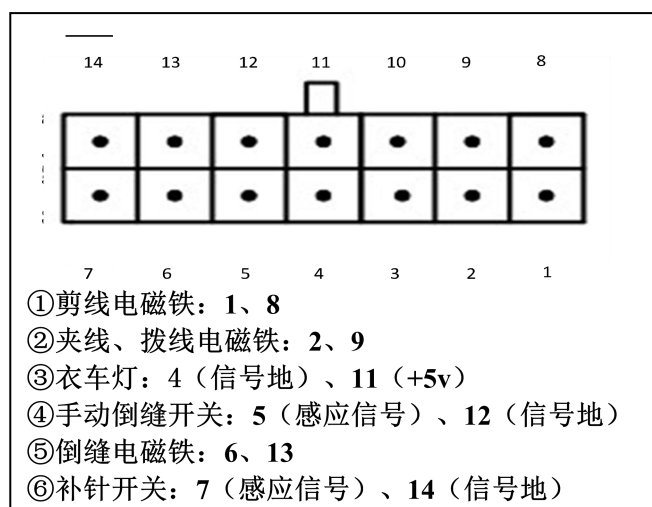 14 13 12 11 10 9 8
7 6 5 4 3 2 1
①剪线电磁铁：1、8
②夹线、拨线电磁铁：2、9
③衣车灯：4（信号地）、11（+5v）
④手动倒缝开关：5（感应信号）、12（信号地）
⑤倒缝电磁铁：6、13
⑥补针开关：7（感应信号）、14（信号地）